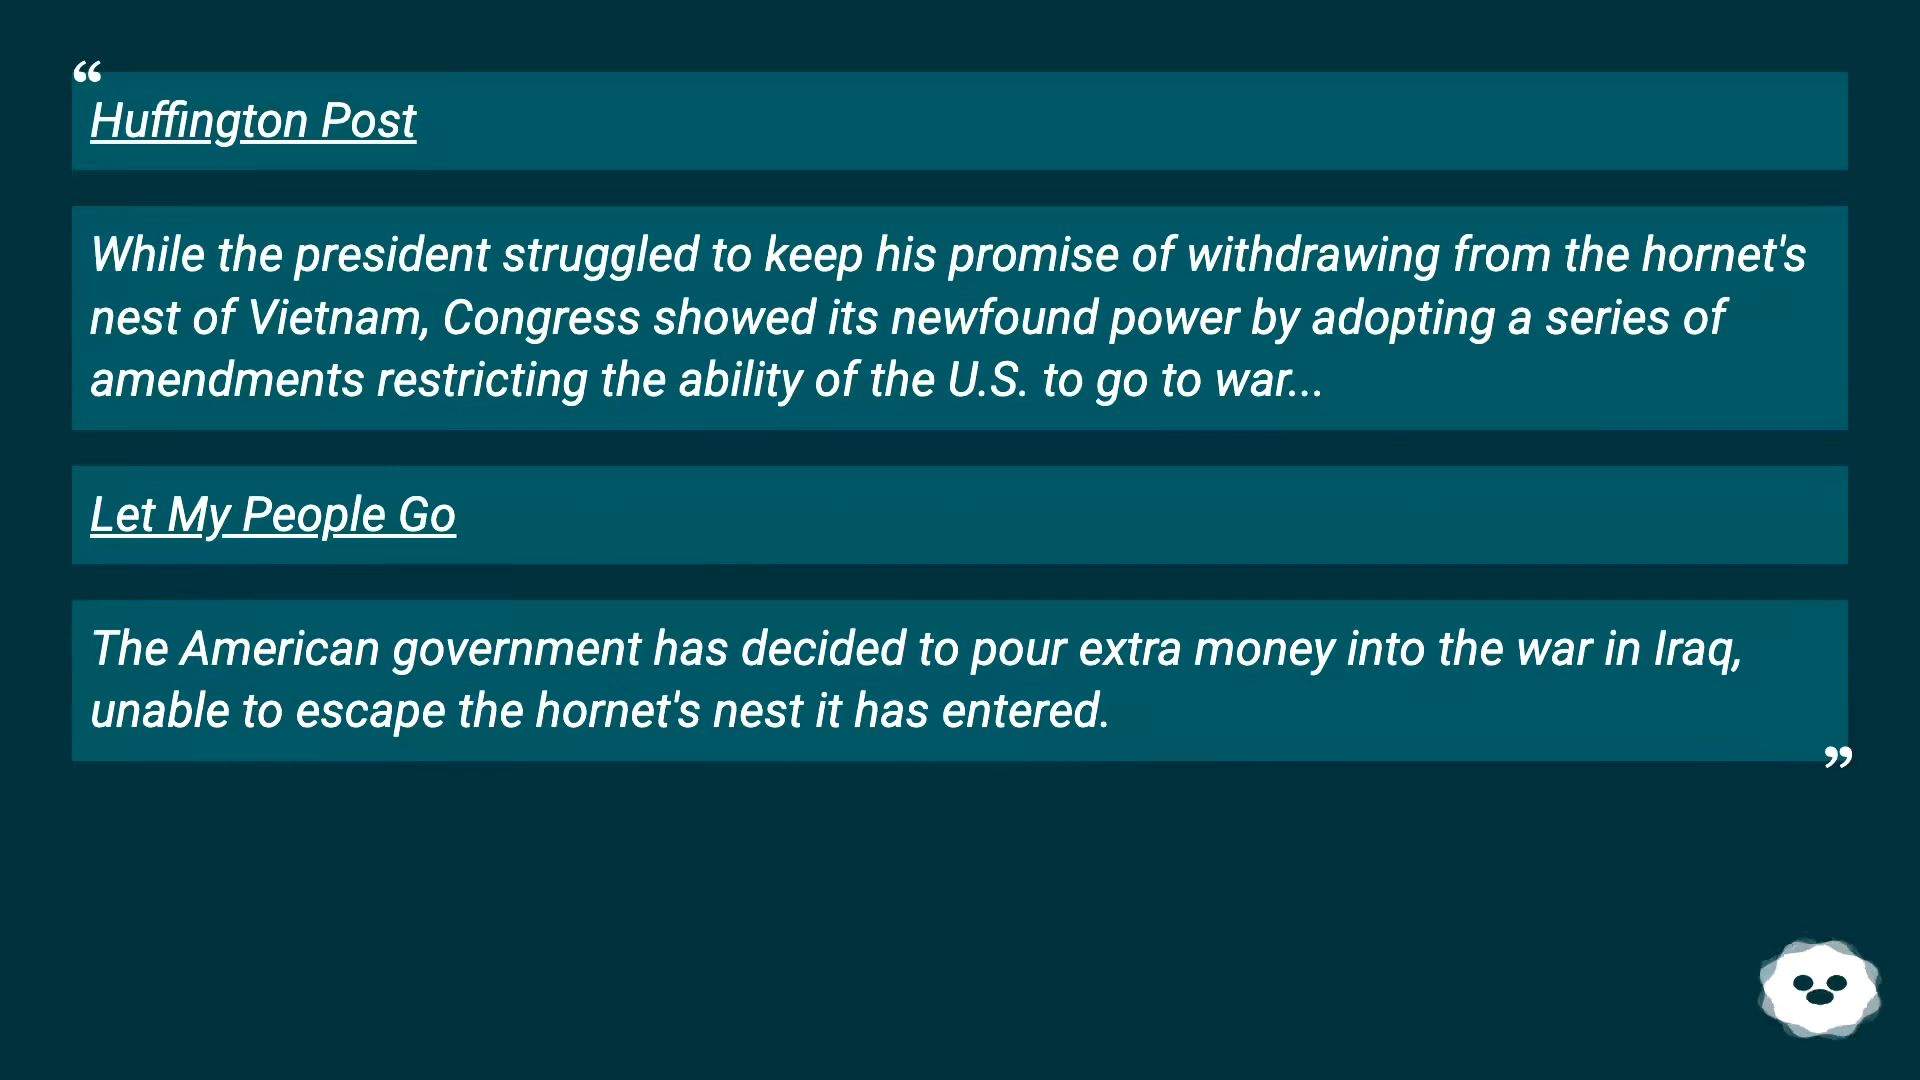 “
Huffington Post
While the president struggled to keep his promise of withdrawing from the hornet's
nest of Vietnam, Congress showed its newfound power by adopting a series of
amendments restricting the ability of the U.S. to go to war...
Let My People Go
The American government has decided to pour extra money into the war in Iraq,
unable to escape the hornet's nest it has entered.
”